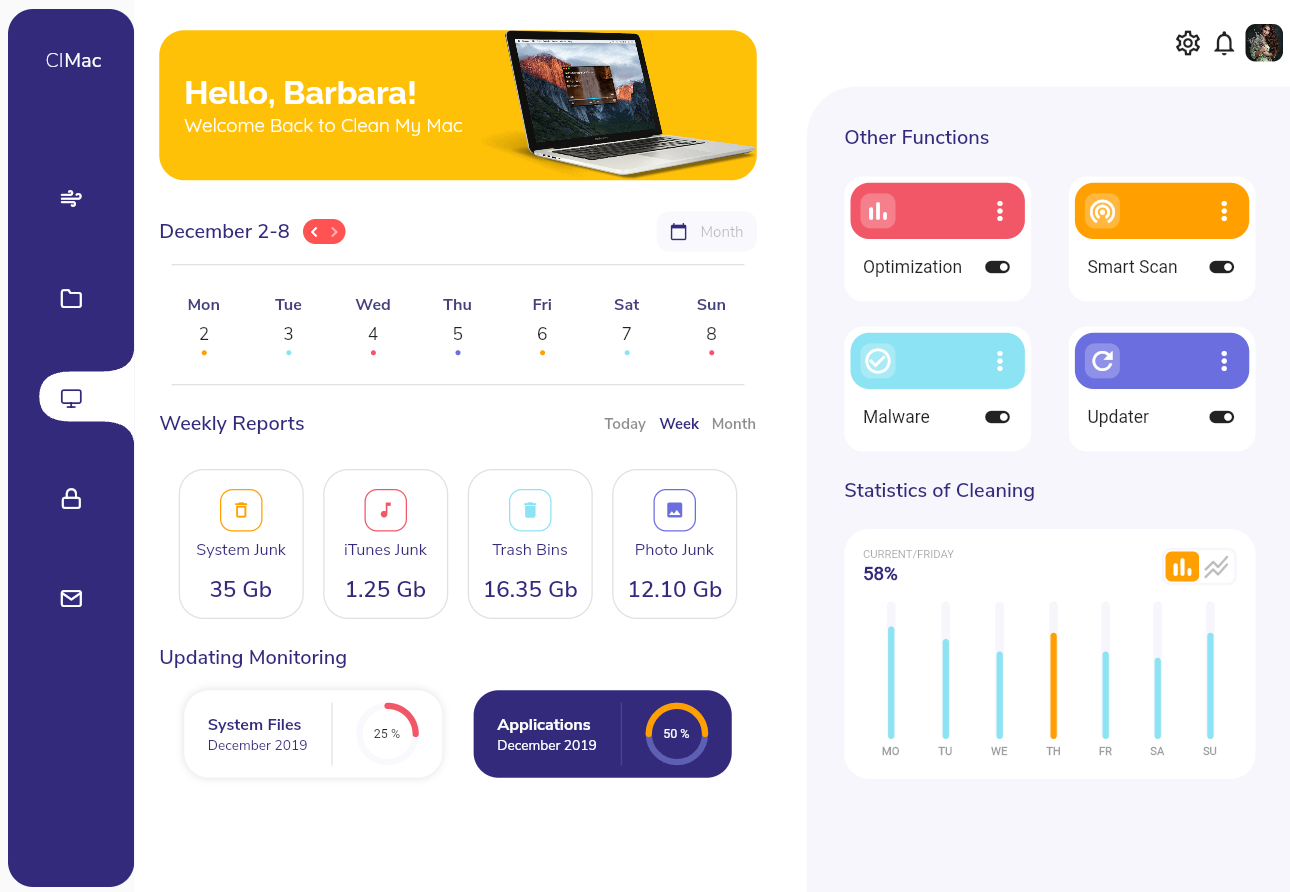 CIMac
Hello, Barbara!
Welcome Back to Clean My Mac
December 2-8
Month
Mon Tue Wed Thu Fri Sat Sun
2 3 4 5 6 7 8
Weekly Reports
Today Week Month
System Junk iTunes Junk Trash Bins Photo Junk
35 Gb 1.25 Gb 16.35 Gb 12.10 Gb
Updating Monitoring
System Files
December 2019
25 %
Applications
December 2019
50 %
Other Functions
Optimization
Smart Scan
Malware
Updater
Statistics of Cleaning
CURRENT/FRIDAY
58%
MO TU WE TH FR SA SU